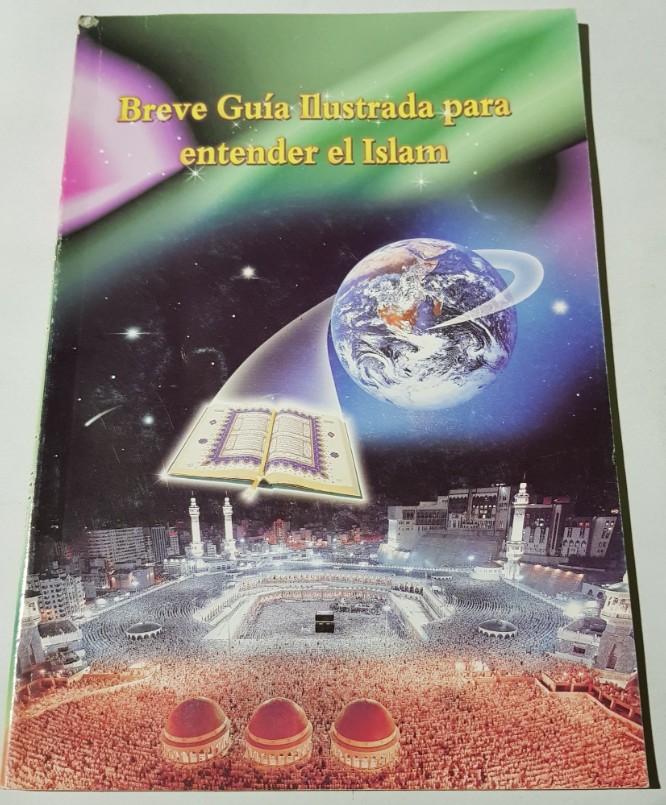 Breve Guía Ilustrada para
entender el Islam